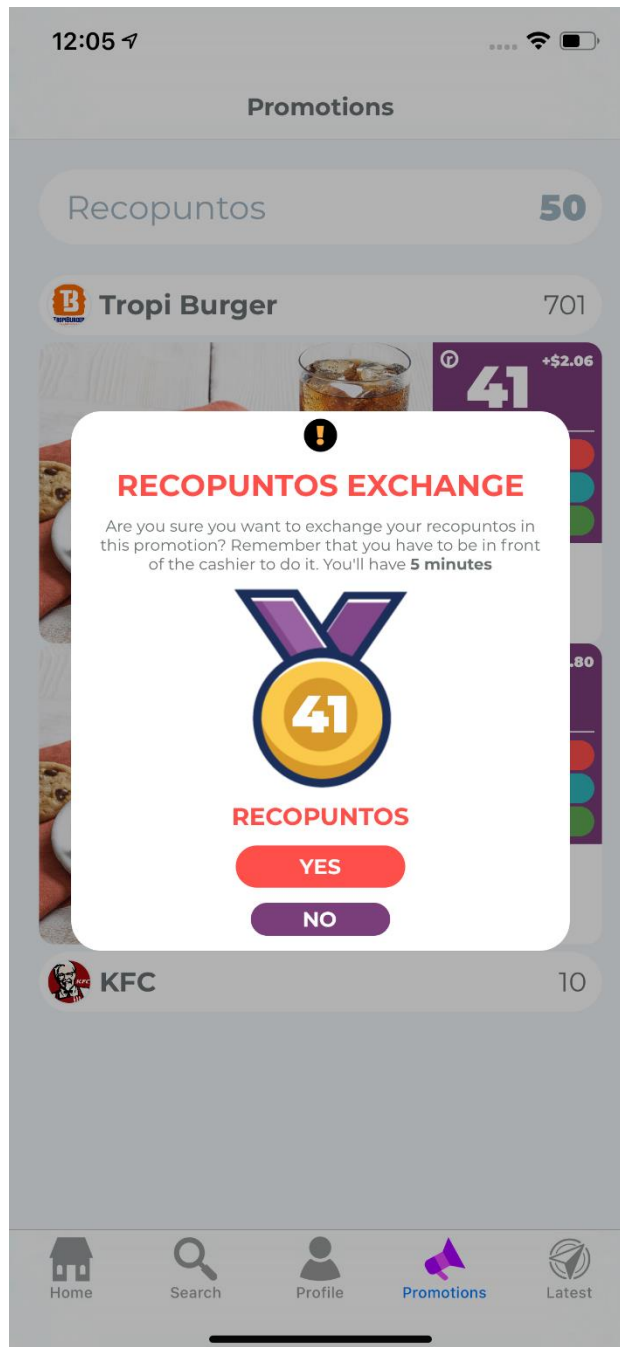 12:05
Promotions
Recopuntos 50
Tropi Burger 701
41 +$2.06
!
RECOPUNTOS EXCHANGE
Are you sure you want to exchange your recopuntos in
this promotion? Remember that you have to be in front
of the cashier to do it. You'll have 5 minutes
.80
41
RECOPUNTOS
YES
NO
KFC 10
Home Search Profile Promotions Latest